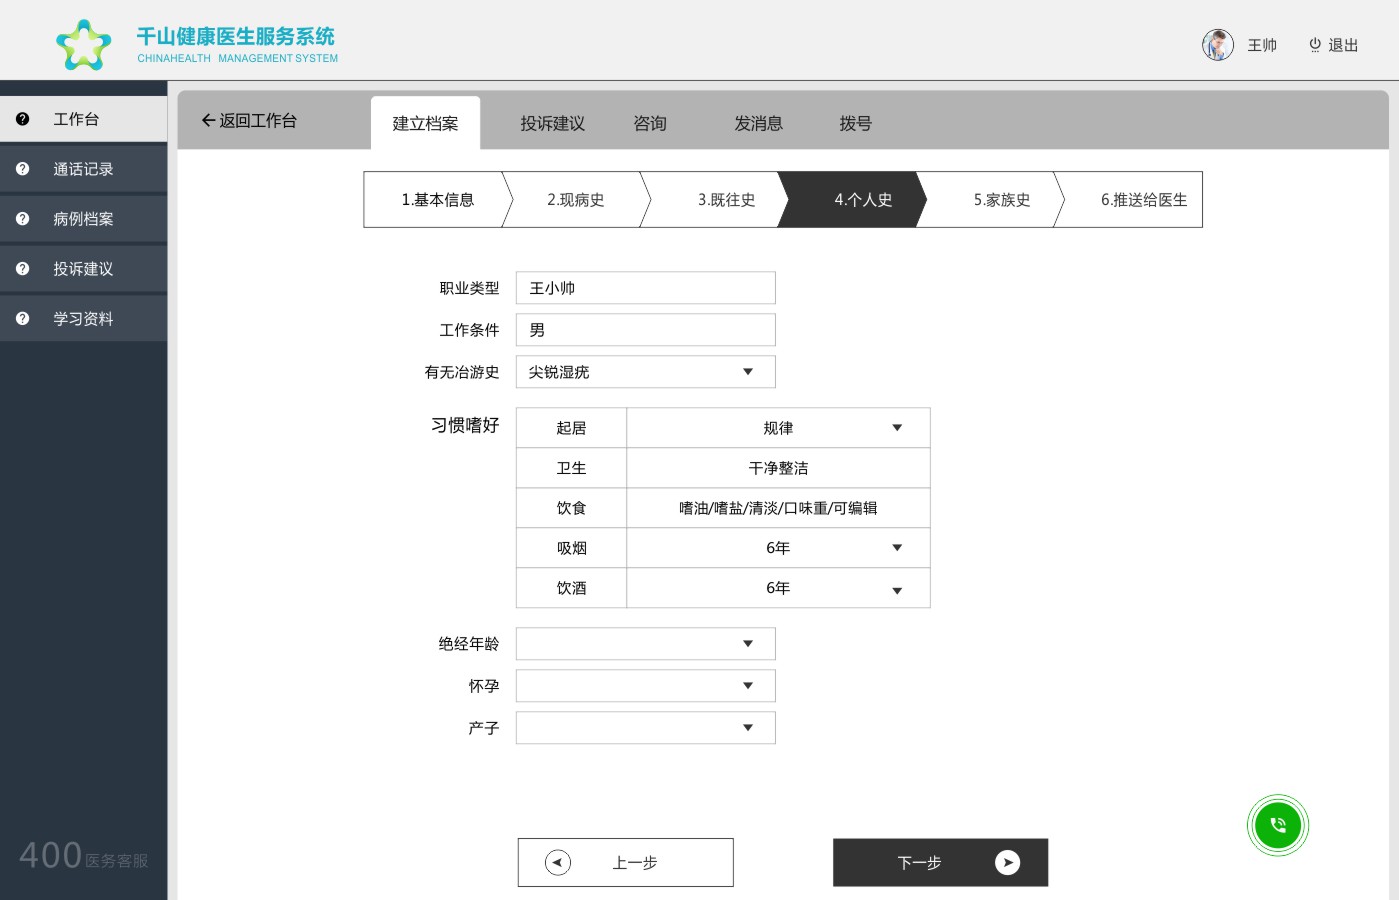 千山健康医生服务系统
CHINAHEALTH MANAGEMENT SYSTEM
王帅
退出
工作台
通话记录
病例档案
投诉建议
学习资料
400医务客服
返回工作台
建立档案
投诉建议
咨询
发消息
拨号
1.基本信息
2.现病史
3.既往史
4.个人史
5.家族史
6.推送给医生
职业类型 王小帅
工作条件 男
有无冶游史 尖锐湿疣
习惯嗜好
起居 规律
卫生 干净整洁
饮食 嗜油/嗜盐/清淡/口味重/可编辑
吸烟 6年
饮酒 6年
绝经年龄
怀孕
产子
上一步
下一步